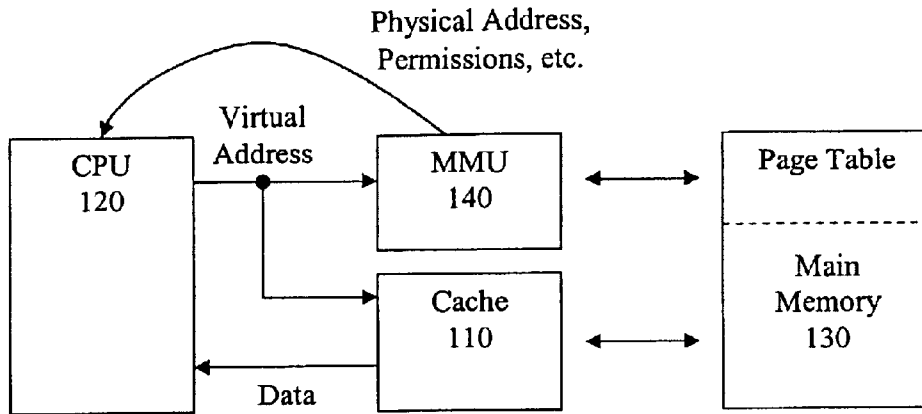 Physical Address,
Permissions, etc.
Virtual
Address
CPU
120
MMU
140
Page Table
Cache
110
Main
Memory
130
Data